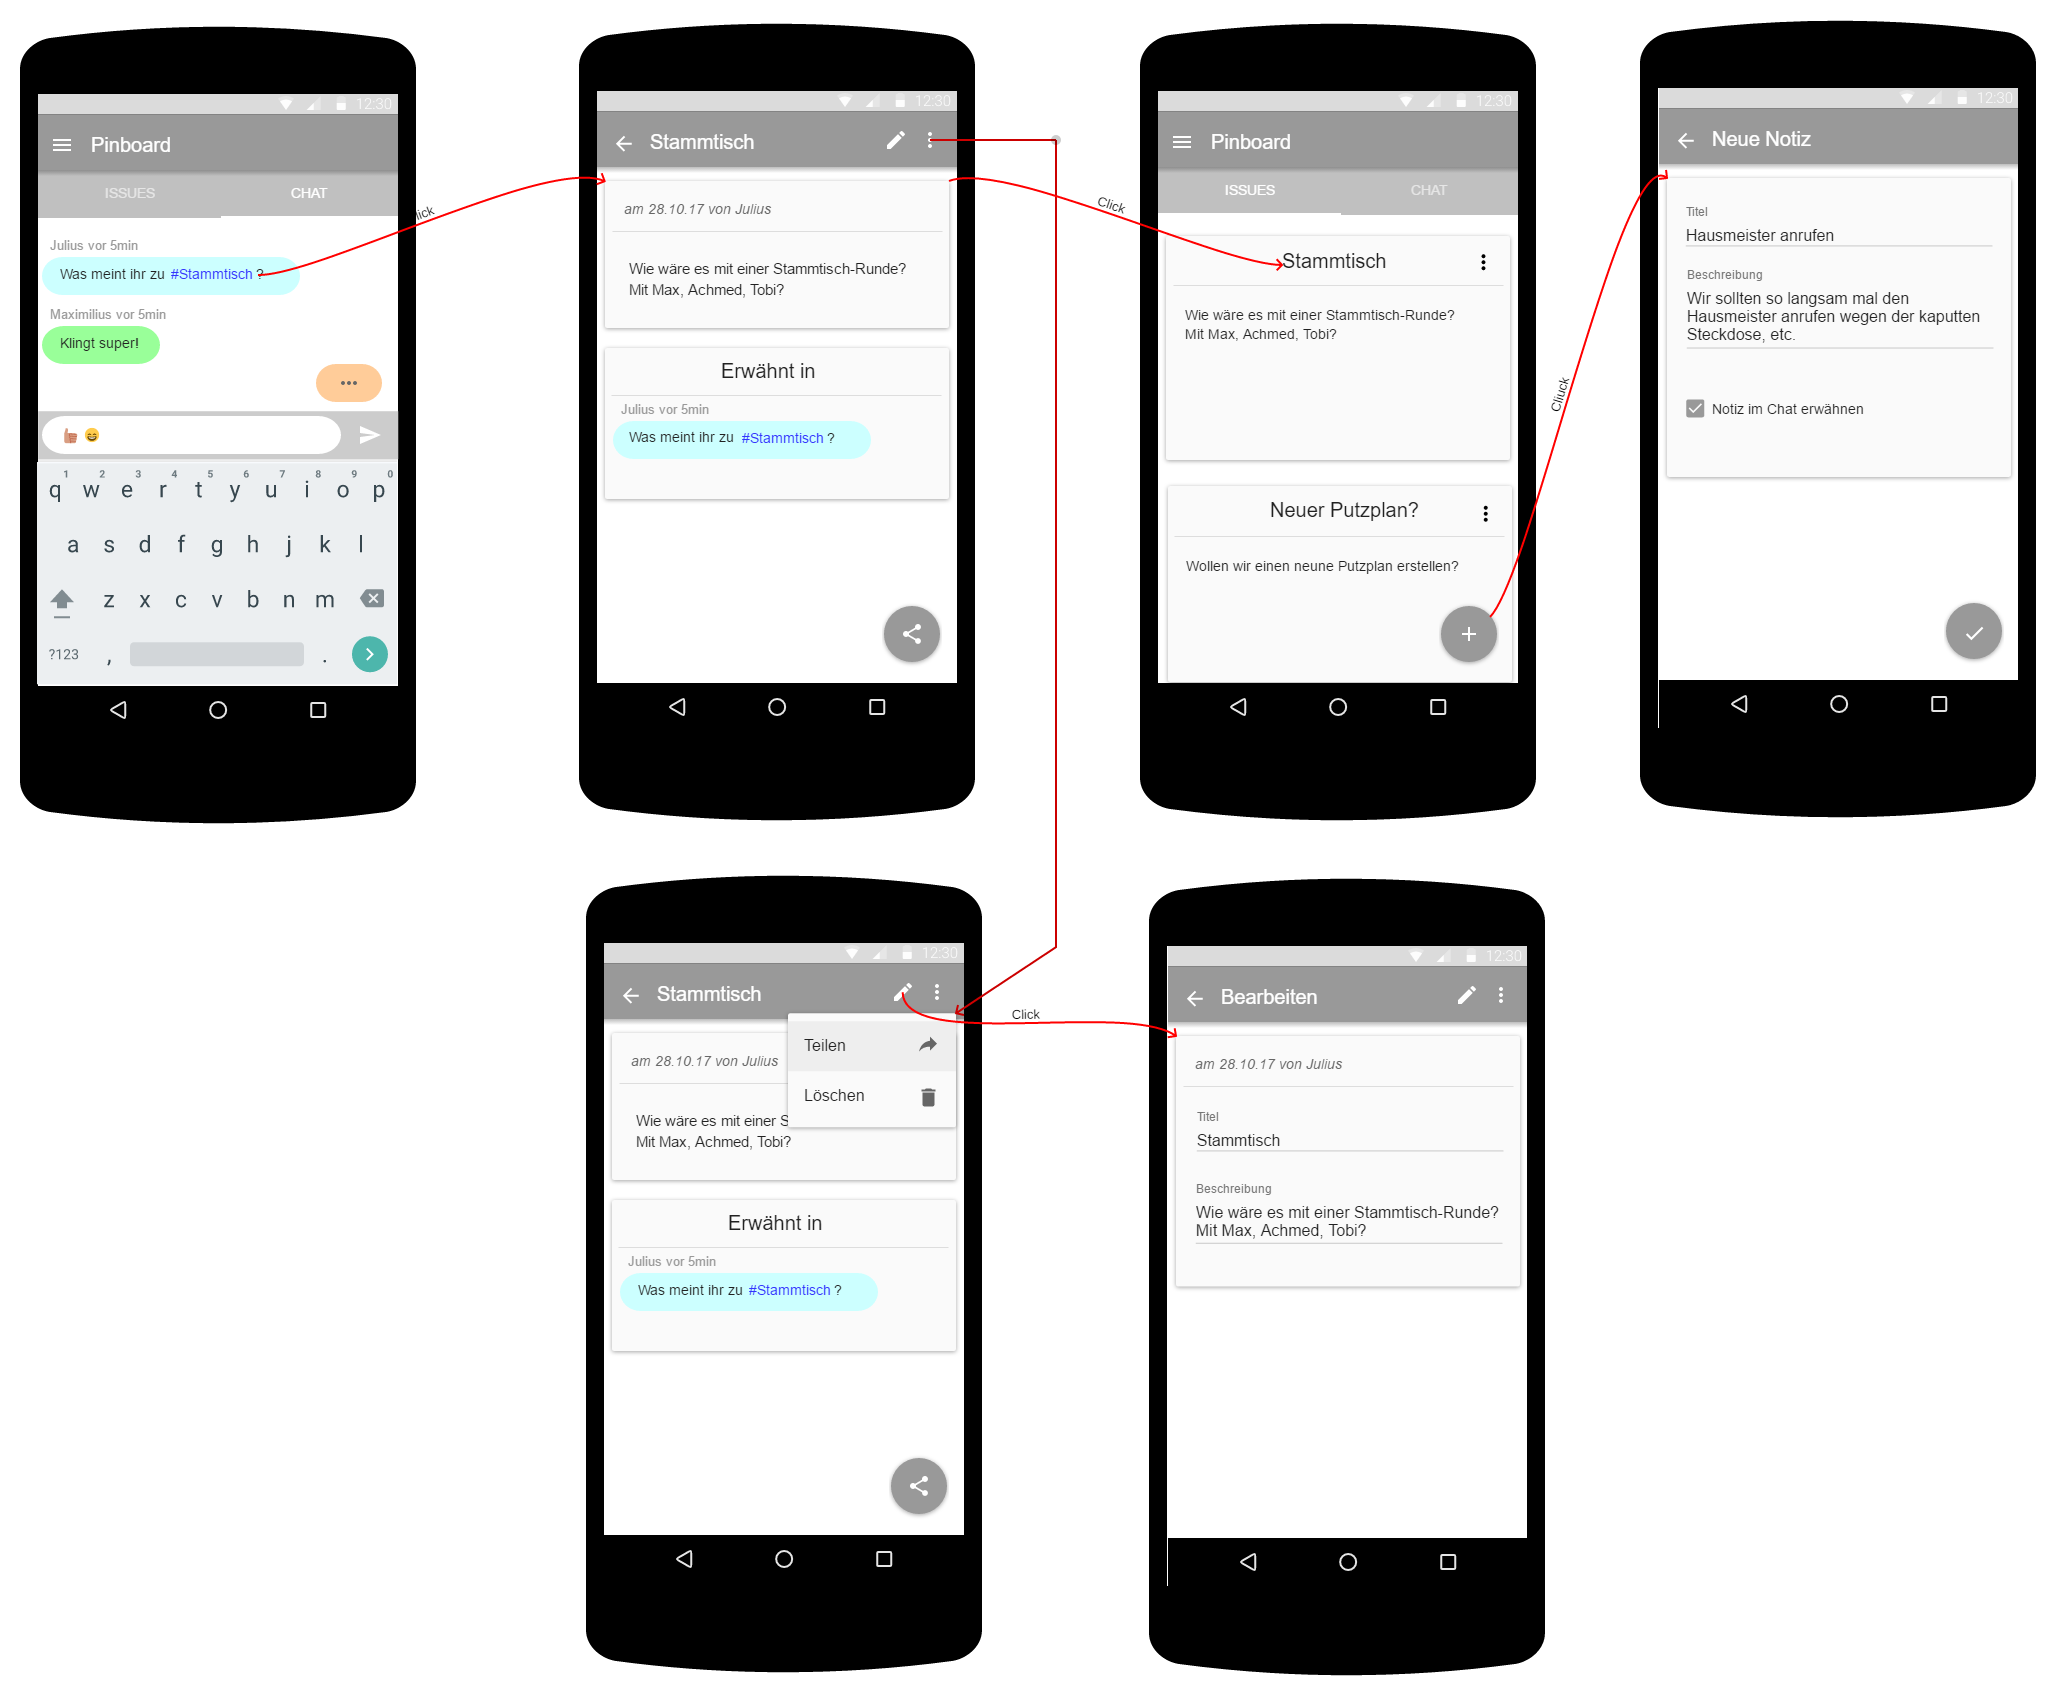 12:30
Pinboard
ISSUES CHAT
Julius vor 5min
Was meint ihr zu #Stammtisch ?
Maximilius vor 5min
Klingt super!
1 2 3 4 5 6 7 8 9 0
q w e r t y u i o p
a s d f g h j k l
z x c v b n m
?123 , .
12:30
Stammtisch
am 28.10.17 von Julius
Wie wäre es mit einer Stammtisch-Runde?
Mit Max, Achmed, Tobi?
Erwähnt in
Julius vor 5min
Was meint ihr zu #Stammtisch ?
Click
12:30
Pinboard
ISSUES CHAT
Stammtisch
Wie wäre es mit einer Stammtisch-Runde?
Mit Max, Achmed, Tobi?
Neuer Putzplan?
Wollen wir einen neune Putzplan erstellen?
Cliuck
12:30
Neue Notiz
Titel
Hausmeister anrufen
Beschreibung
Wir sollten so langsam mal den
Hausmeister anrufen wegen der kaputten
Steckdose, etc.
Notiz im Chat erwähnen
12:30
Stammtisch
Teilen
Löschen
am 28.10.17 von Julius
Wie wäre es mit einer S
Mit Max, Achmed, Tobi?
Erwähnt in
Julius vor 5min
Was meint ihr zu #Stammtisch ?
Click
12:30
Bearbeiten
am 28.10.17 von Julius
Titel
Stammtisch
Beschreibung
Wie wäre es mit einer Stammtisch-Runde?
Mit Max, Achmed, Tobi?